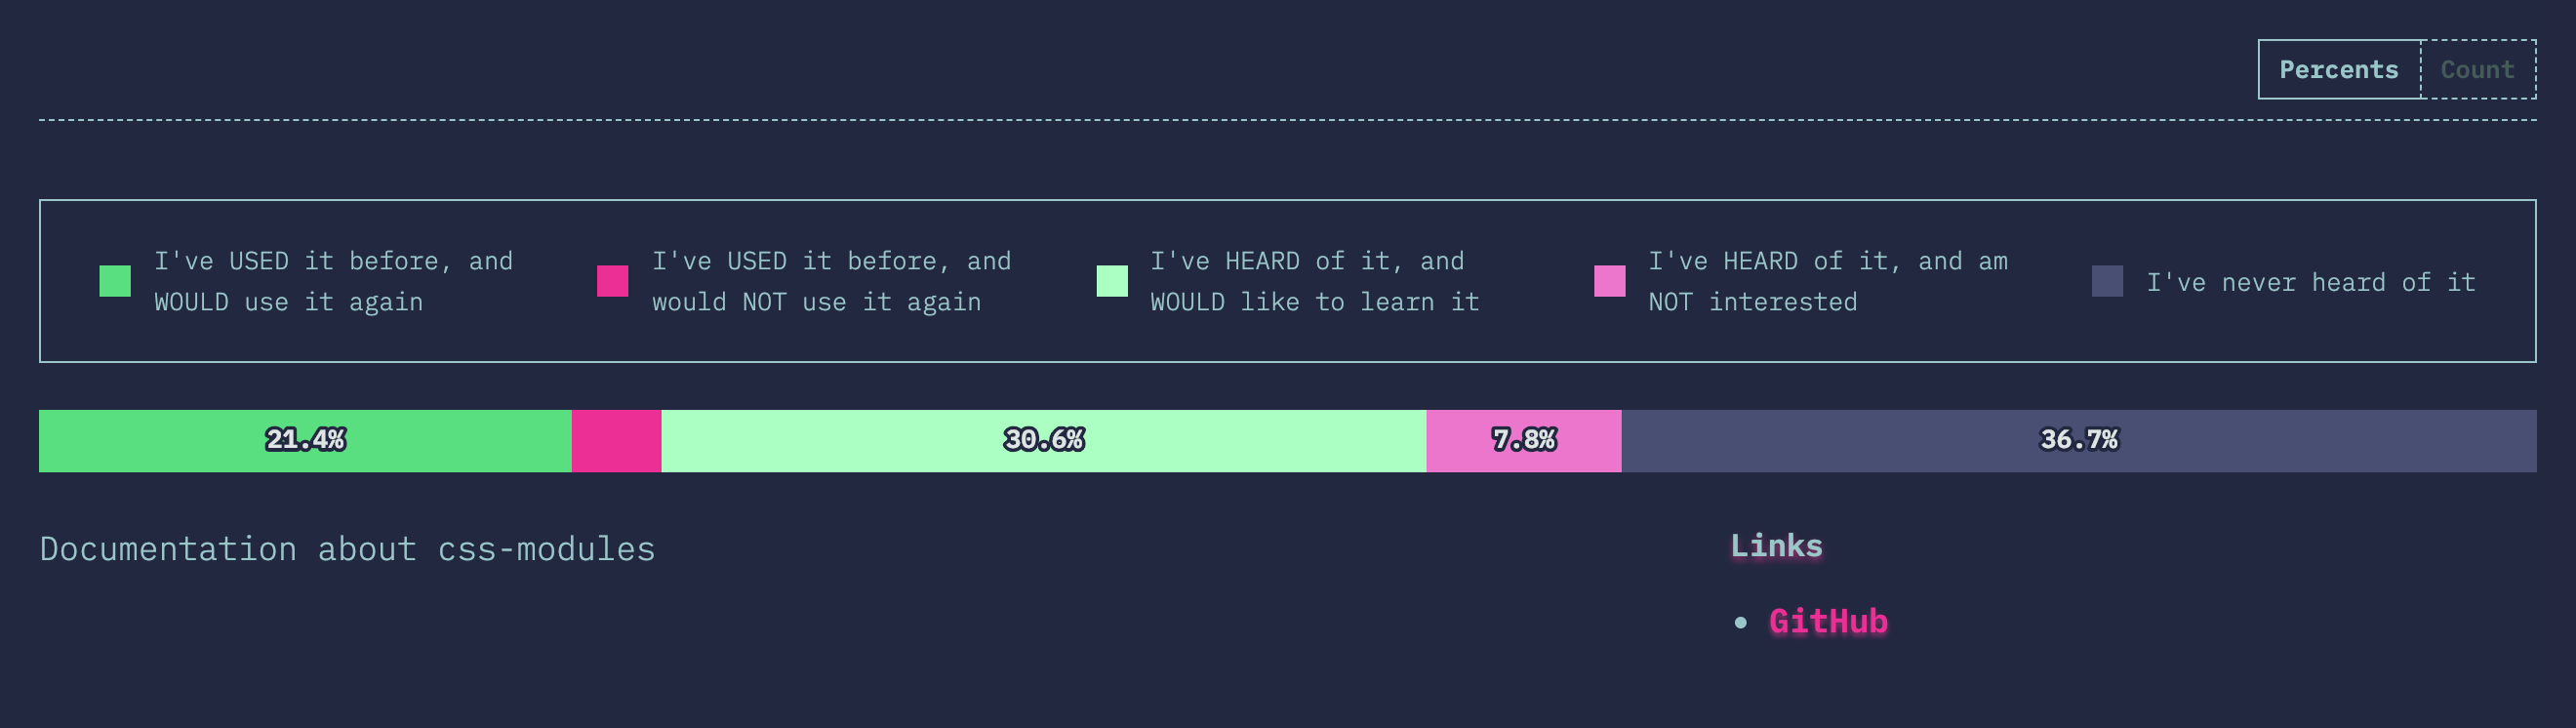 Percents Count
I've USED it before, and
WOULD use it again
I've USED it before, and
would NOT use it again
I've HEARD of it, and
WOULD like to learn it
I've HEARD of it, and am
NOT interested
I've never heard of it
21.4% 30.6% 7.8% 36.7%
Documentation about css-modules
Links
GitHub